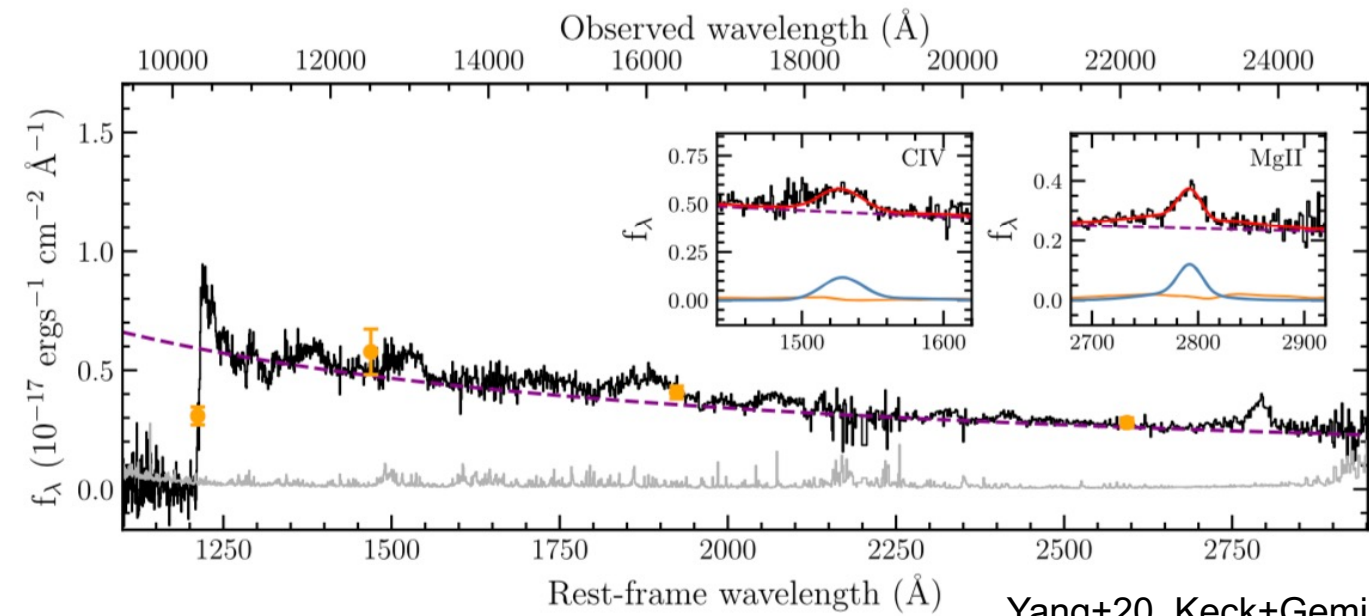 Observed wavelength (Å)
10000 12000 14000 16000 18000 20000 22000 24000
f_λ (10⁻¹⁷ ergs⁻¹ cm⁻² Å⁻¹)
1.5
1.0
0.5
0.0
CIV
f_λ
0.75
0.50
0.25
0.00
1500 1600
MgII
f_λ
0.4
0.2
0.0
2700 2800 2900
1250 1500 1750 2000 2250 2500 2750
Rest-frame wavelength (Å)
Yang+20, Keck+Gemi